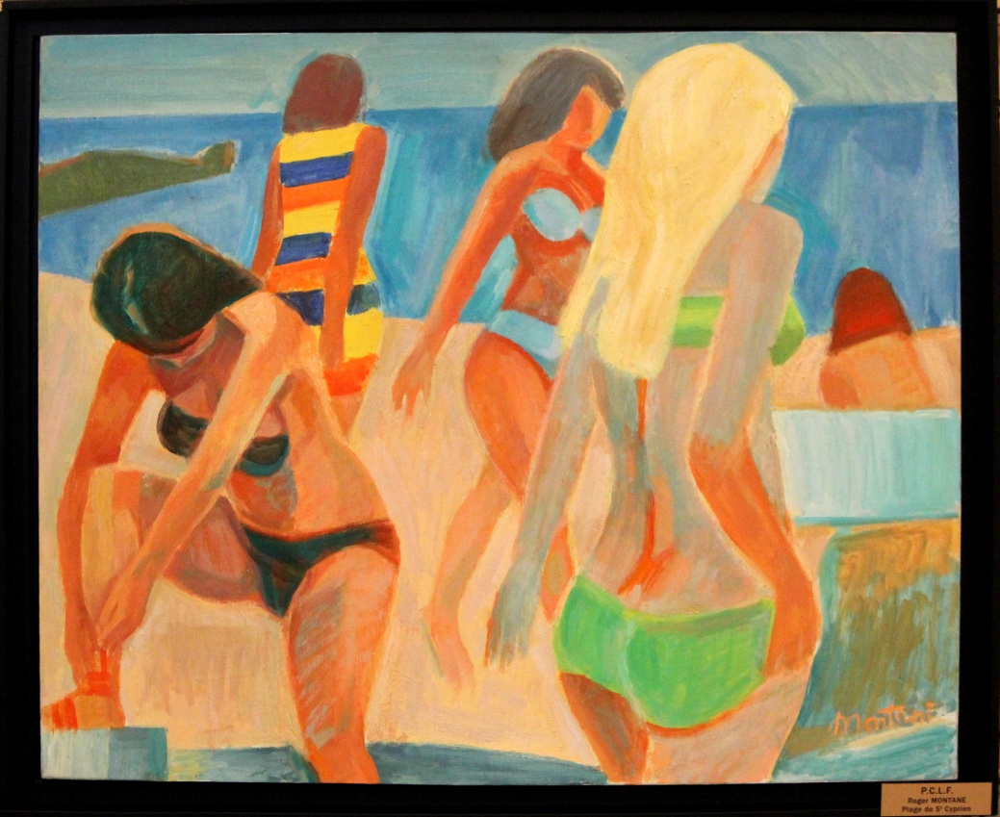 Montané
P.C.L.F.
Roger MONTANE
Plage de Sᵗ Cyprien